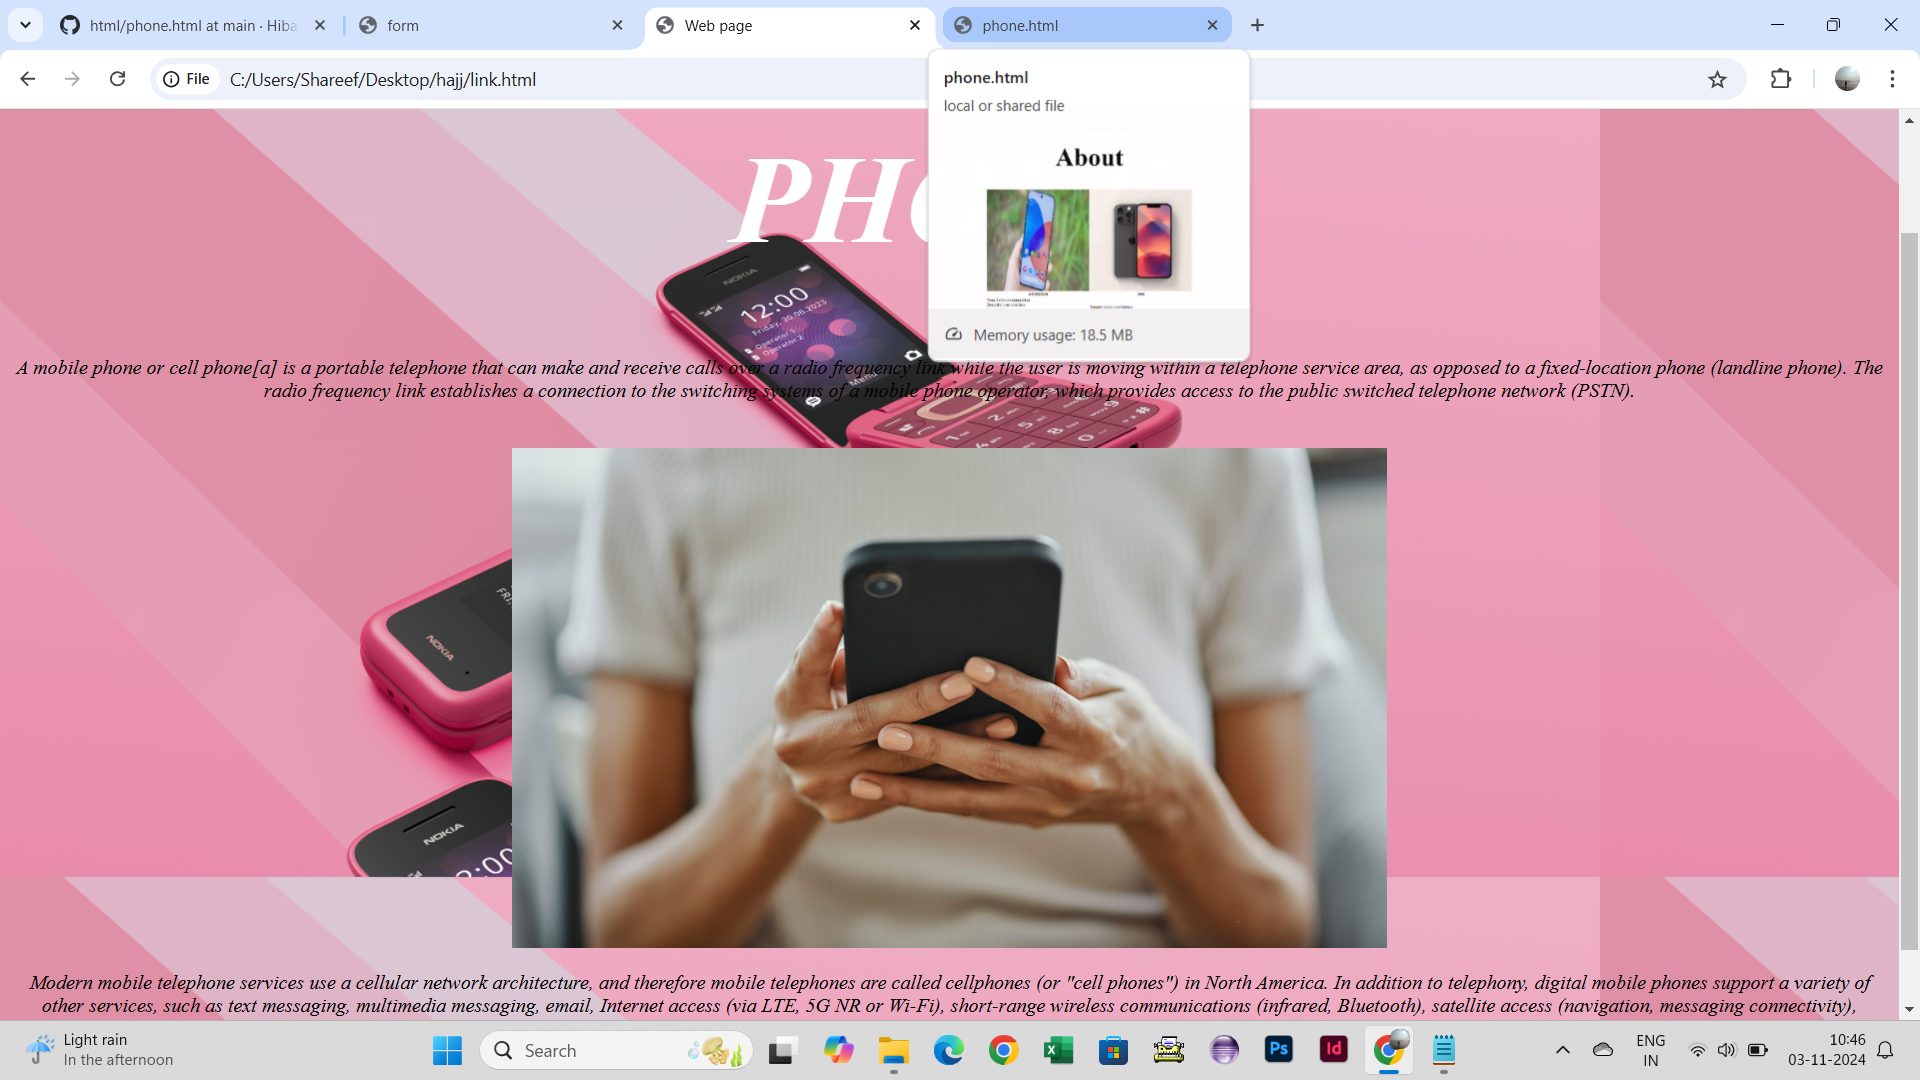 html/phone.html at main · Hiba
form
Web page
phone.html
File
C:/Users/Shareef/Desktop/hajj/link.html
phone.html
local or shared file
About
Memory usage: 18.5 MB
PHO
NOKIA
12:00
Friday, 30.06.2023
Operator 1
Operator 2
Menu
A mobile phone or cell phone[a] is a portable telephone that can make and receive calls over a radio frequency link while the user is moving within a telephone service area, as opposed to a fixed-location phone (landline phone). The
radio frequency link establishes a connection to the switching systems of a mobile phone operator, which provides access to the public switched telephone network (PSTN).
FRI
NOKIA
NOKIA
2:00
Modern mobile telephone services use a cellular network architecture, and therefore mobile telephones are called cellphones (or "cell phones") in North America. In addition to telephony, digital mobile phones support a variety of
other services, such as text messaging, multimedia messaging, email, Internet access (via LTE, 5G NR or Wi-Fi), short-range wireless communications (infrared, Bluetooth), satellite access (navigation, messaging connectivity),
Light rain
In the afternoon
Search
Ps
Id
ENG
IN
10:46
03-11-2024